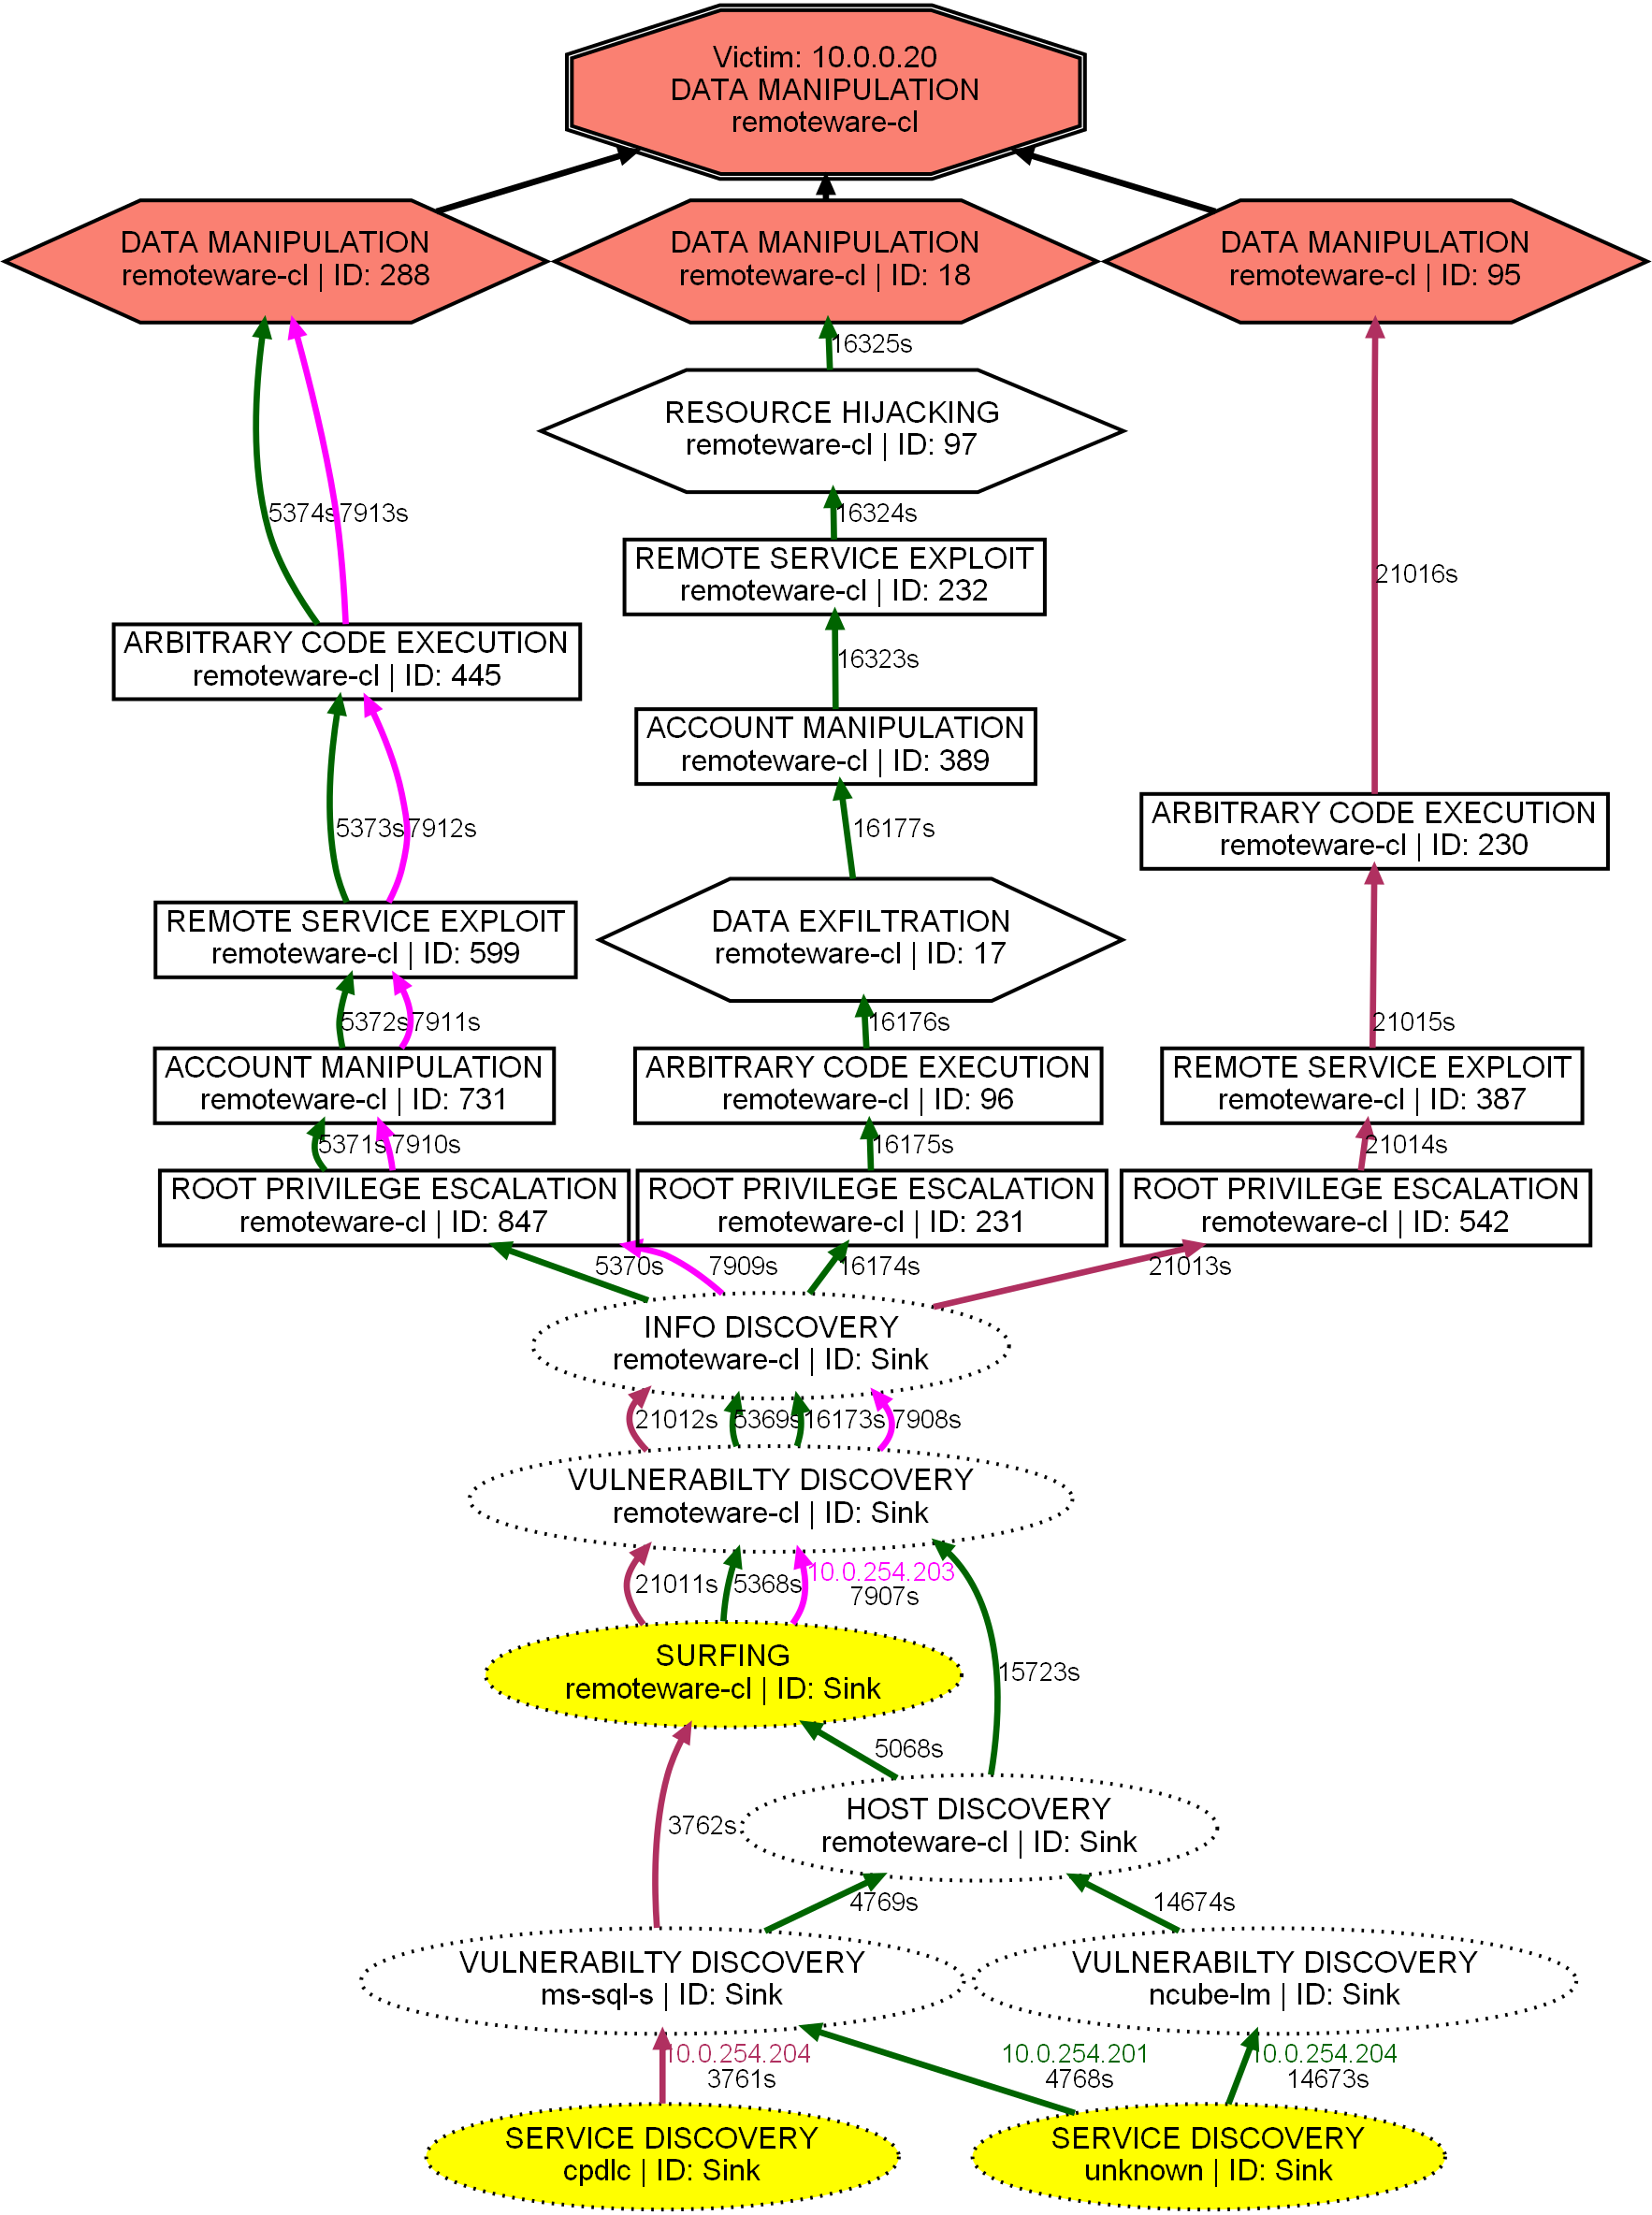 Victim: 10.0.0.20
DATA MANIPULATION
remoteware-cl
DATA MANIPULATION
remoteware-cl | ID: 288
DATA MANIPULATION
remoteware-cl | ID: 18
DATA MANIPULATION
remoteware-cl | ID: 95
16325s
RESOURCE HIJACKING
remoteware-cl | ID: 97
5374s
7913s
16324s
REMOTE SERVICE EXPLOIT
remoteware-cl | ID: 232
21016s
ARBITRARY CODE EXECUTION
remoteware-cl | ID: 445
16323s
ACCOUNT MANIPULATION
remoteware-cl | ID: 389
5373s
7912s
16177s
ARBITRARY CODE EXECUTION
remoteware-cl | ID: 230
REMOTE SERVICE EXPLOIT
remoteware-cl | ID: 599
DATA EXFILTRATION
remoteware-cl | ID: 17
5372s
7911s
16176s
21015s
ACCOUNT MANIPULATION
remoteware-cl | ID: 731
ARBITRARY CODE EXECUTION
remoteware-cl | ID: 96
REMOTE SERVICE EXPLOIT
remoteware-cl | ID: 387
5371s
7910s
16175s
21014s
ROOT PRIVILEGE ESCALATION
remoteware-cl | ID: 847
ROOT PRIVILEGE ESCALATION
remoteware-cl | ID: 231
ROOT PRIVILEGE ESCALATION
remoteware-cl | ID: 542
5370s
7909s
16174s
21013s
INFO DISCOVERY
remoteware-cl | ID: Sink
21012s
5369s
16173s
7908s
VULNERABILTY DISCOVERY
remoteware-cl | ID: Sink
21011s
5368s
10.0.254.203
7907s
SURFING
remoteware-cl | ID: Sink
15723s
5068s
3762s
HOST DISCOVERY
remoteware-cl | ID: Sink
4769s
14674s
VULNERABILTY DISCOVERY
ms-sql-s | ID: Sink
VULNERABILTY DISCOVERY
ncube-lm | ID: Sink
10.0.254.204
3761s
10.0.254.201
4768s
10.0.254.204
14673s
SERVICE DISCOVERY
cpdlc | ID: Sink
SERVICE DISCOVERY
unknown | ID: Sink